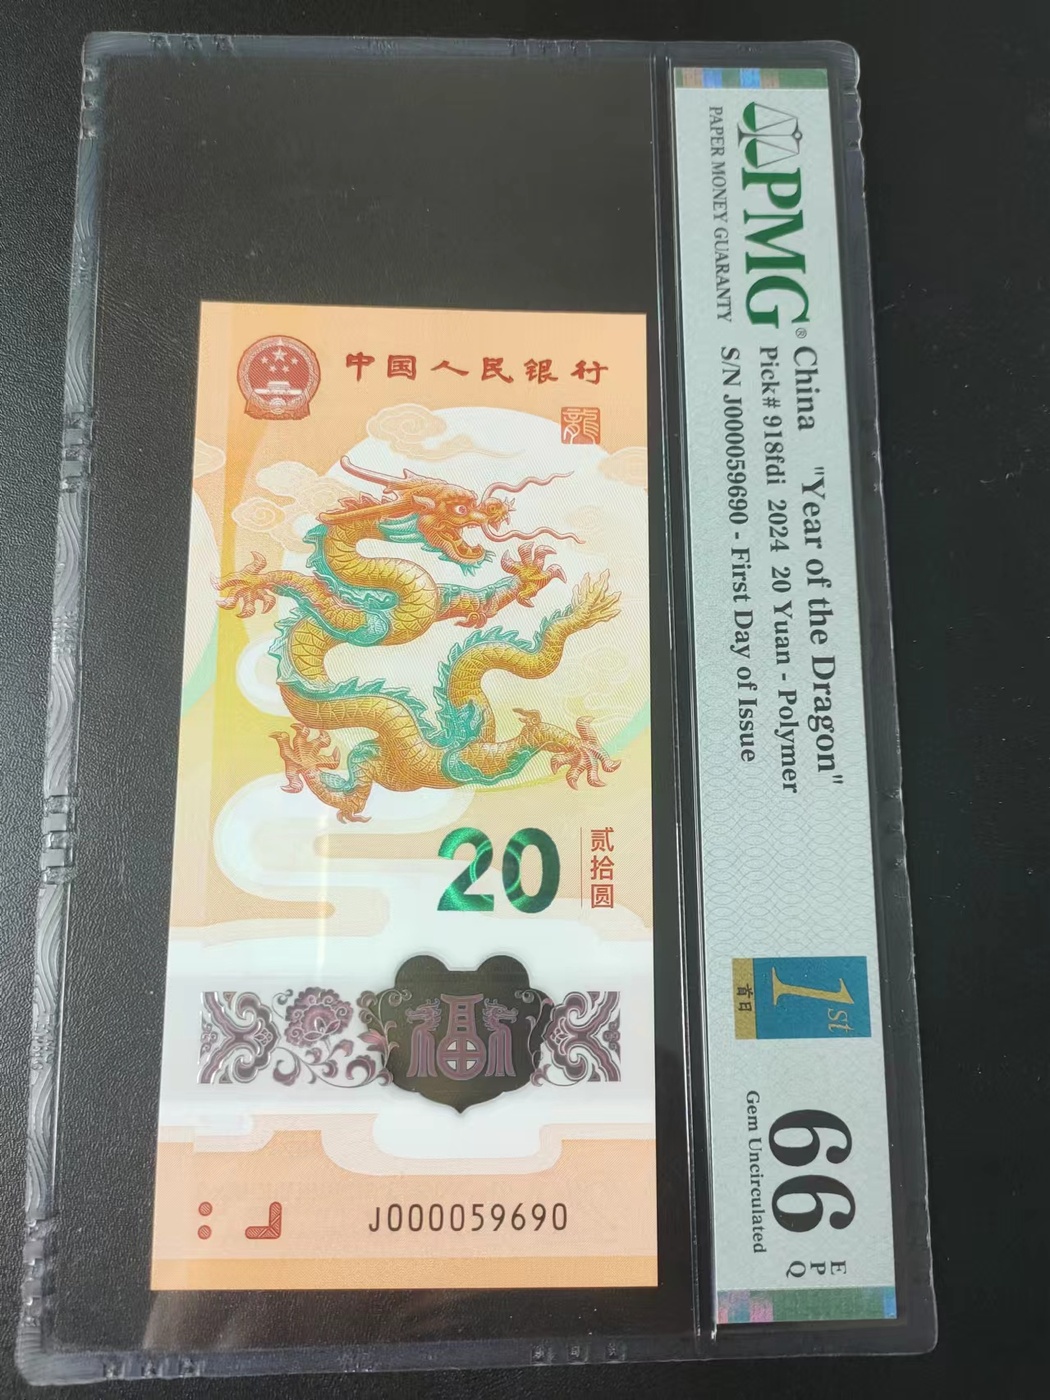 中国人民银行
龍
20
贰拾圆
J000059690
PMG®
PAPER MONEY GUARANTY
China "Year of the Dragon"
Pick# 918fdi 2024 20 Yuan - Polymer
S/N J000059690 - First Day of Issue
1st
首日
66 EPQ
Gem Uncirculated